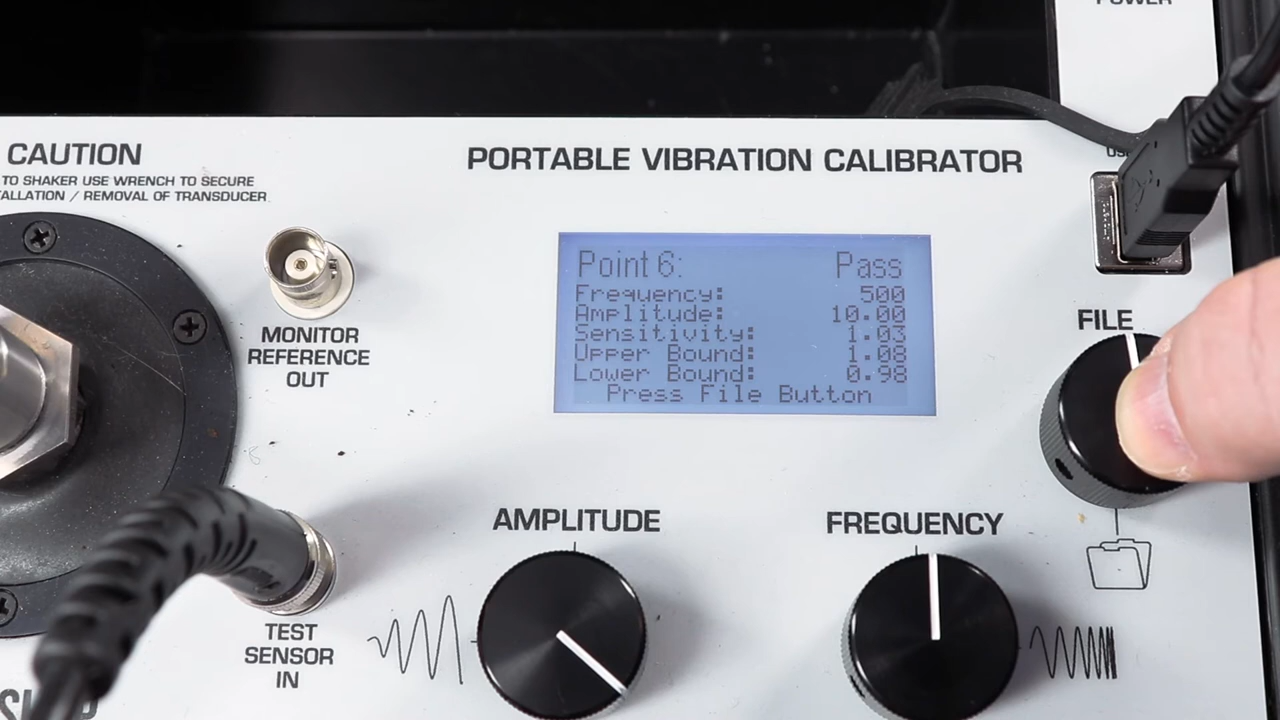 POWER
CAUTION
TO SHAKER USE WRENCH TO SECURE
/ REMOVAL OF TRANSDUCER
PORTABLE VIBRATION CALIBRATOR
MONITOR
REFERENCE
OUT
Point 6: Pass
Frequency: 500
Amplitude: 10.00
Sensitivity: 1.03
Upper Bound: 1.08
Lower Bound: 0.98
Press File Button
FILE
AMPLITUDE
FREQUENCY
TEST
SENSOR
IN